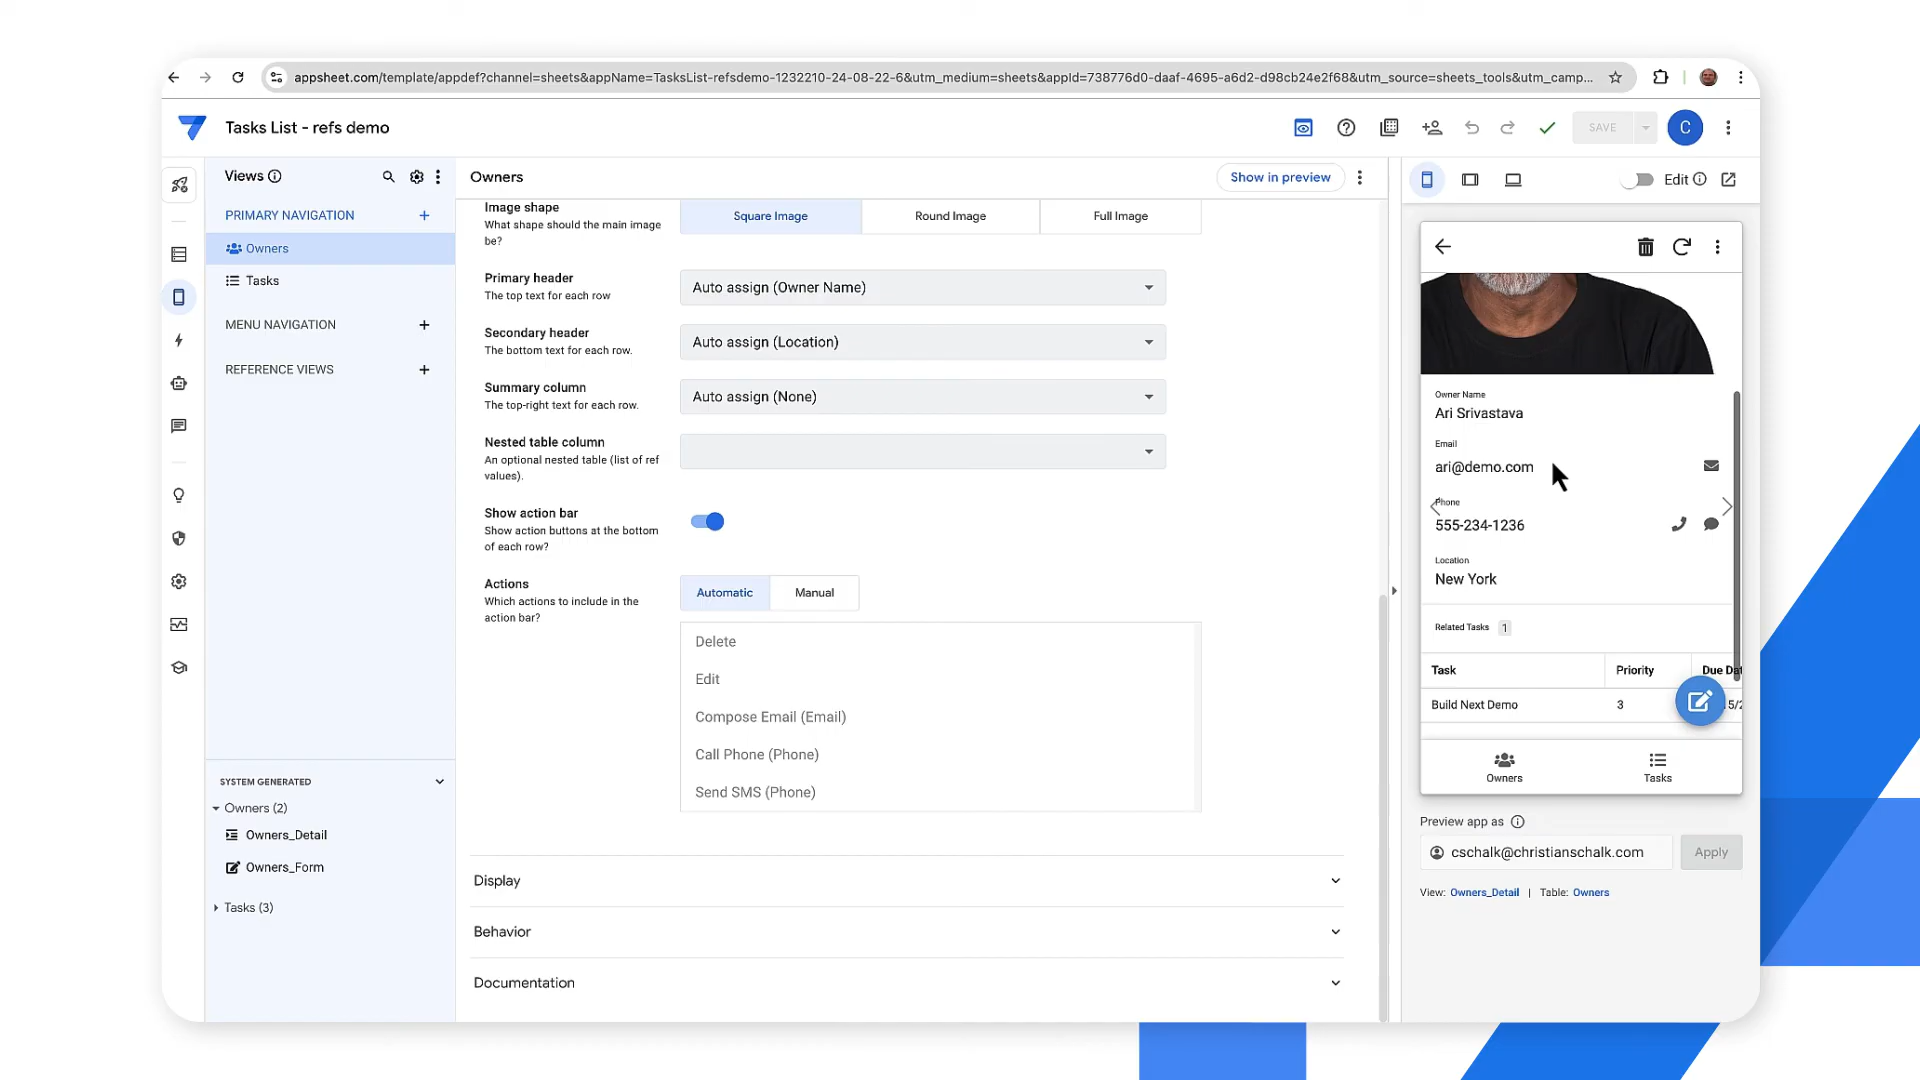 appsheet.com/template/appdef?channel=sheets&appName=TasksList-refsdemo-1232210-24-08-22-6&utm_medium=sheets&appId=738776d0-daaf-4695-a6d2-d98cb24e2f68&utm_source=sheets_tools&utm_camp...
Tasks List - refs demo
SAVE
C
Views
PRIMARY NAVIGATION
Owners
Tasks
MENU NAVIGATION
REFERENCE VIEWS
SYSTEM GENERATED
Owners (2)
Owners_Detail
Owners_Form
Tasks (3)
Owners
Show in preview
Image shape
What shape should the main image
be?
Square Image
Round Image
Full Image
Primary header
The top text for each row
Auto assign (Owner Name)
Secondary header
The bottom text for each row.
Auto assign (Location)
Summary column
The top-right text for each row.
Auto assign (None)
Nested table column
An optional nested table (list of ref
values).
Show action bar
Show action buttons at the bottom
of each row?
Actions
Which actions to include in the
action bar?
Automatic
Manual
Delete
Edit
Compose Email (Email)
Call Phone (Phone)
Send SMS (Phone)
Display
Behavior
Documentation
Edit
Owner Name
Ari Srivastava
Email
ari@demo.com
Phone
555-234-1236
Location
New York
Related Tasks 1
Task Priority Due Dat
Build Next Demo 3 5/2
Owners
Tasks
Preview app as
cschalk@christianschalk.com
Apply
View: Owners_Detail | Table: Owners